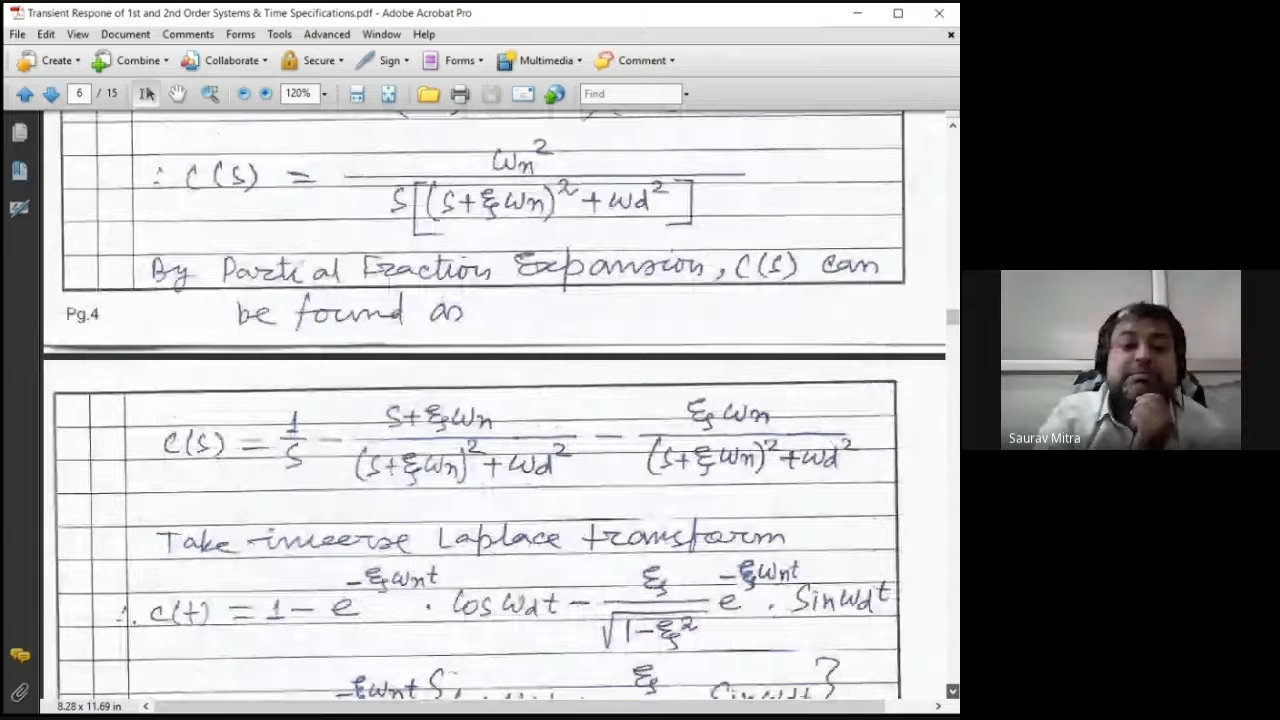 Transient Respone of 1st and 2nd Order Systems & Time Specifications.pdf - Adobe Acrobat Pro
File Edit View Document Comments Forms Tools Advanced Window Help
Create Combine Collaborate Secure Sign Forms Multimedia Comment
6 / 15 120% Find
∴ C(s) = ωn² / s[(s+ξωn)² + ωd²]
By Partial Fraction Expansion, C(s) can
be found as
Pg.4
C(s) = 1/s - (s+ξωn) / ((s+ξωn)² + ωd²) - ξωn / ((s+ξωn)² + ωd²)
Take inverse Laplace transform
∴ c(t) = 1 - e^(-ξωnt) . cos ωdt - ξ/√(1-ξ²) e^(-ξωnt) . Sin ωdt
8.28 x 11.69 in
Saurav Mitra